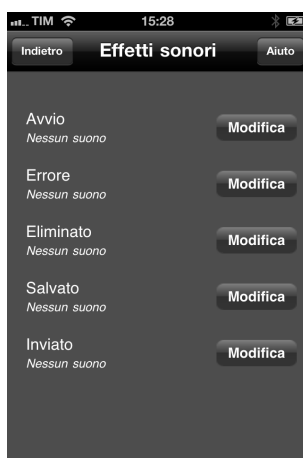 TIM 15:28
Indietro Effetti sonori Aiuto
Avvio
Nessun suono
Modifica
Errore
Nessun suono
Modifica
Eliminato
Nessun suono
Modifica
Salvato
Nessun suono
Modifica
Inviato
Nessun suono
Modifica